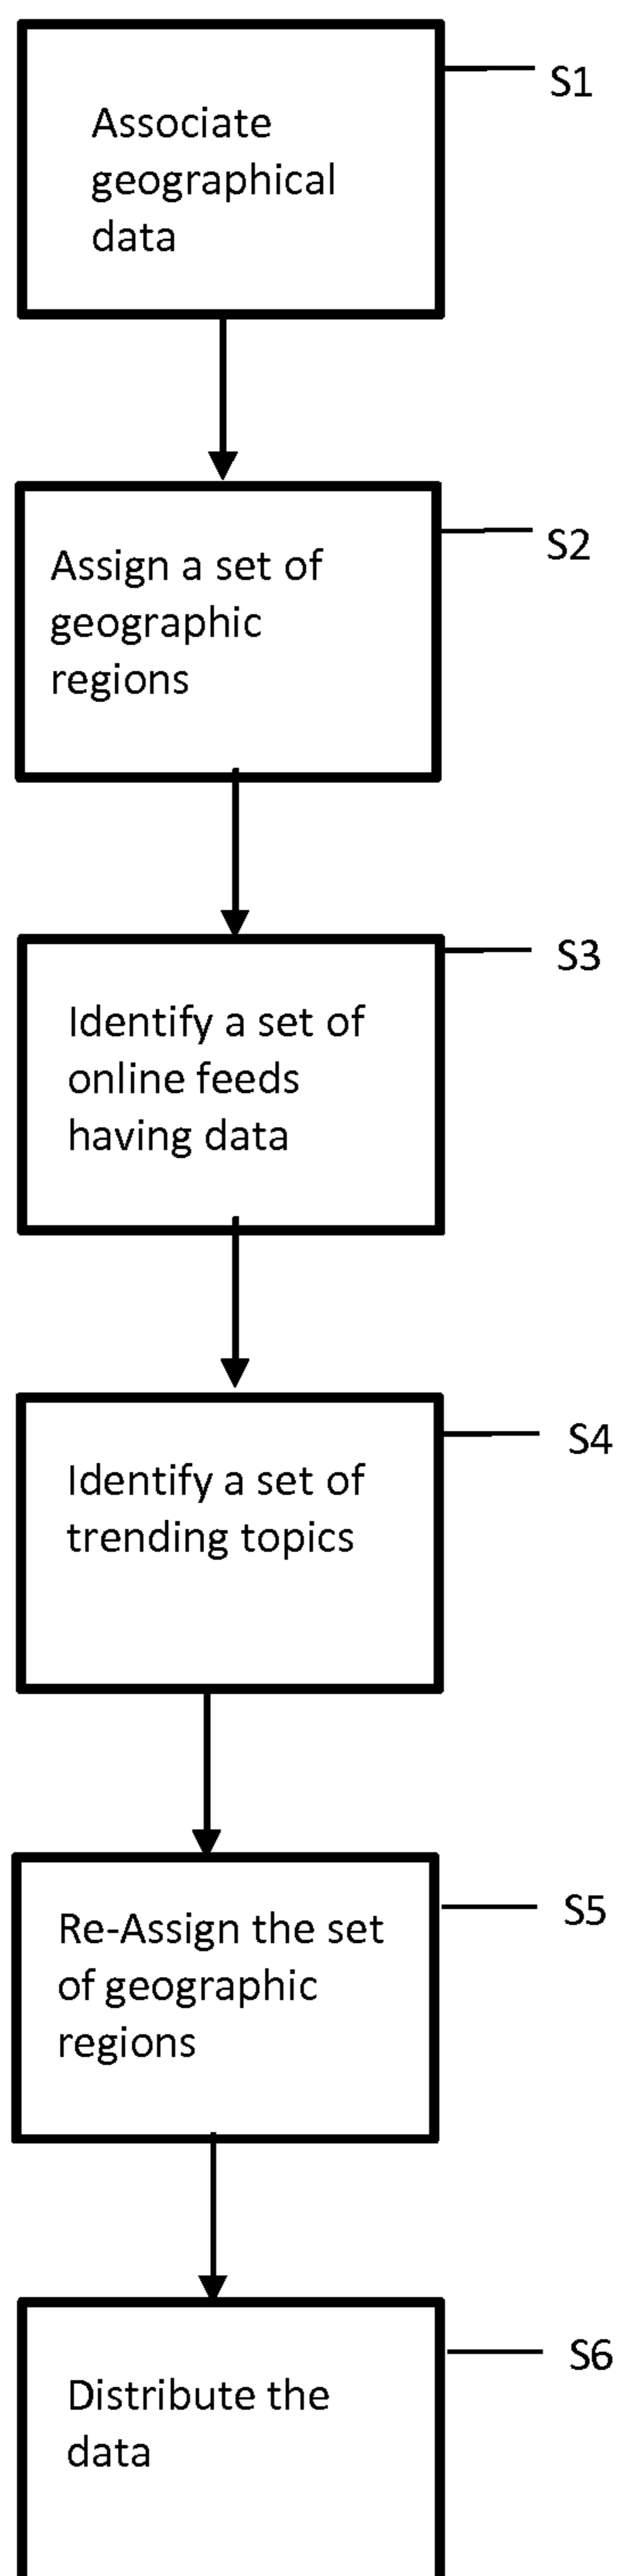 Associate
geographical
data
S1
Assign a set of
geographic
regions
S2
Identify a set of
online feeds
having data
S3
Identify a set of
trending topics
S4
Re-Assign the set
of geographic
regions
S5
Distribute the
data
S6